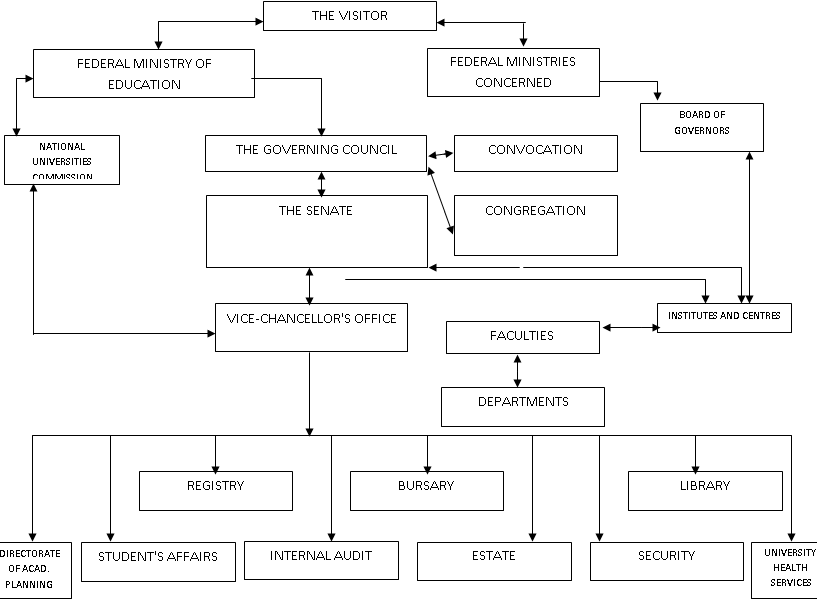 THE VISITOR
FEDERAL MINISTRY OF
EDUCATION
FEDERAL MINISTRIES
CONCERNED
BOARD OF
GOVERNORS
NATIONAL
UNIVERSITIES
COMMISSION
THE GOVERNING COUNCIL
CONVOCATION
THE SENATE
CONGREGATION
VICE-CHANCELLOR'S OFFICE
INSTITUTES AND CENTRES
FACULTIES
DEPARTMENTS
REGISTRY
BURSARY
LIBRARY
DIRECTORATE
OF ACAD.
PLANNING
STUDENT'S AFFAIRS
INTERNAL AUDIT
ESTATE
SECURITY
UNIVERSITY
HEALTH
SERVICES